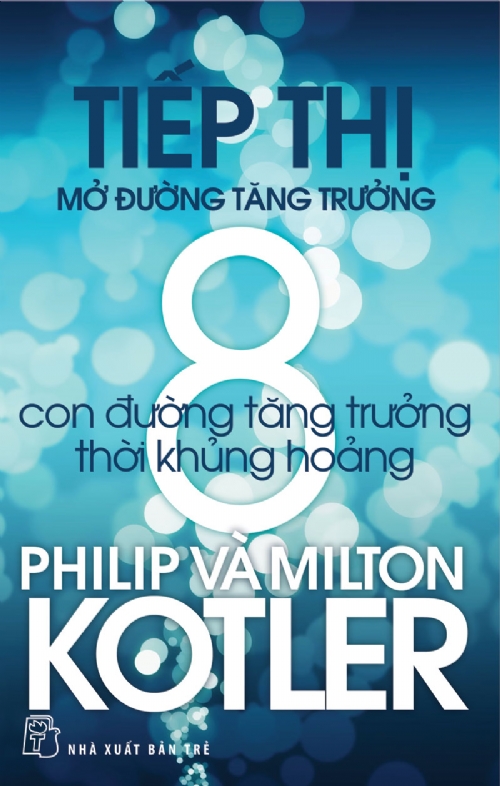 TIẾP THỊ
MỞ ĐƯỜNG TĂNG TRƯỞNG
8
con đường tăng trưởng
thời khủng hoảng
PHILIP VÀ MILTON
KOTLER
NHÀ XUẤT BẢN TRẺ